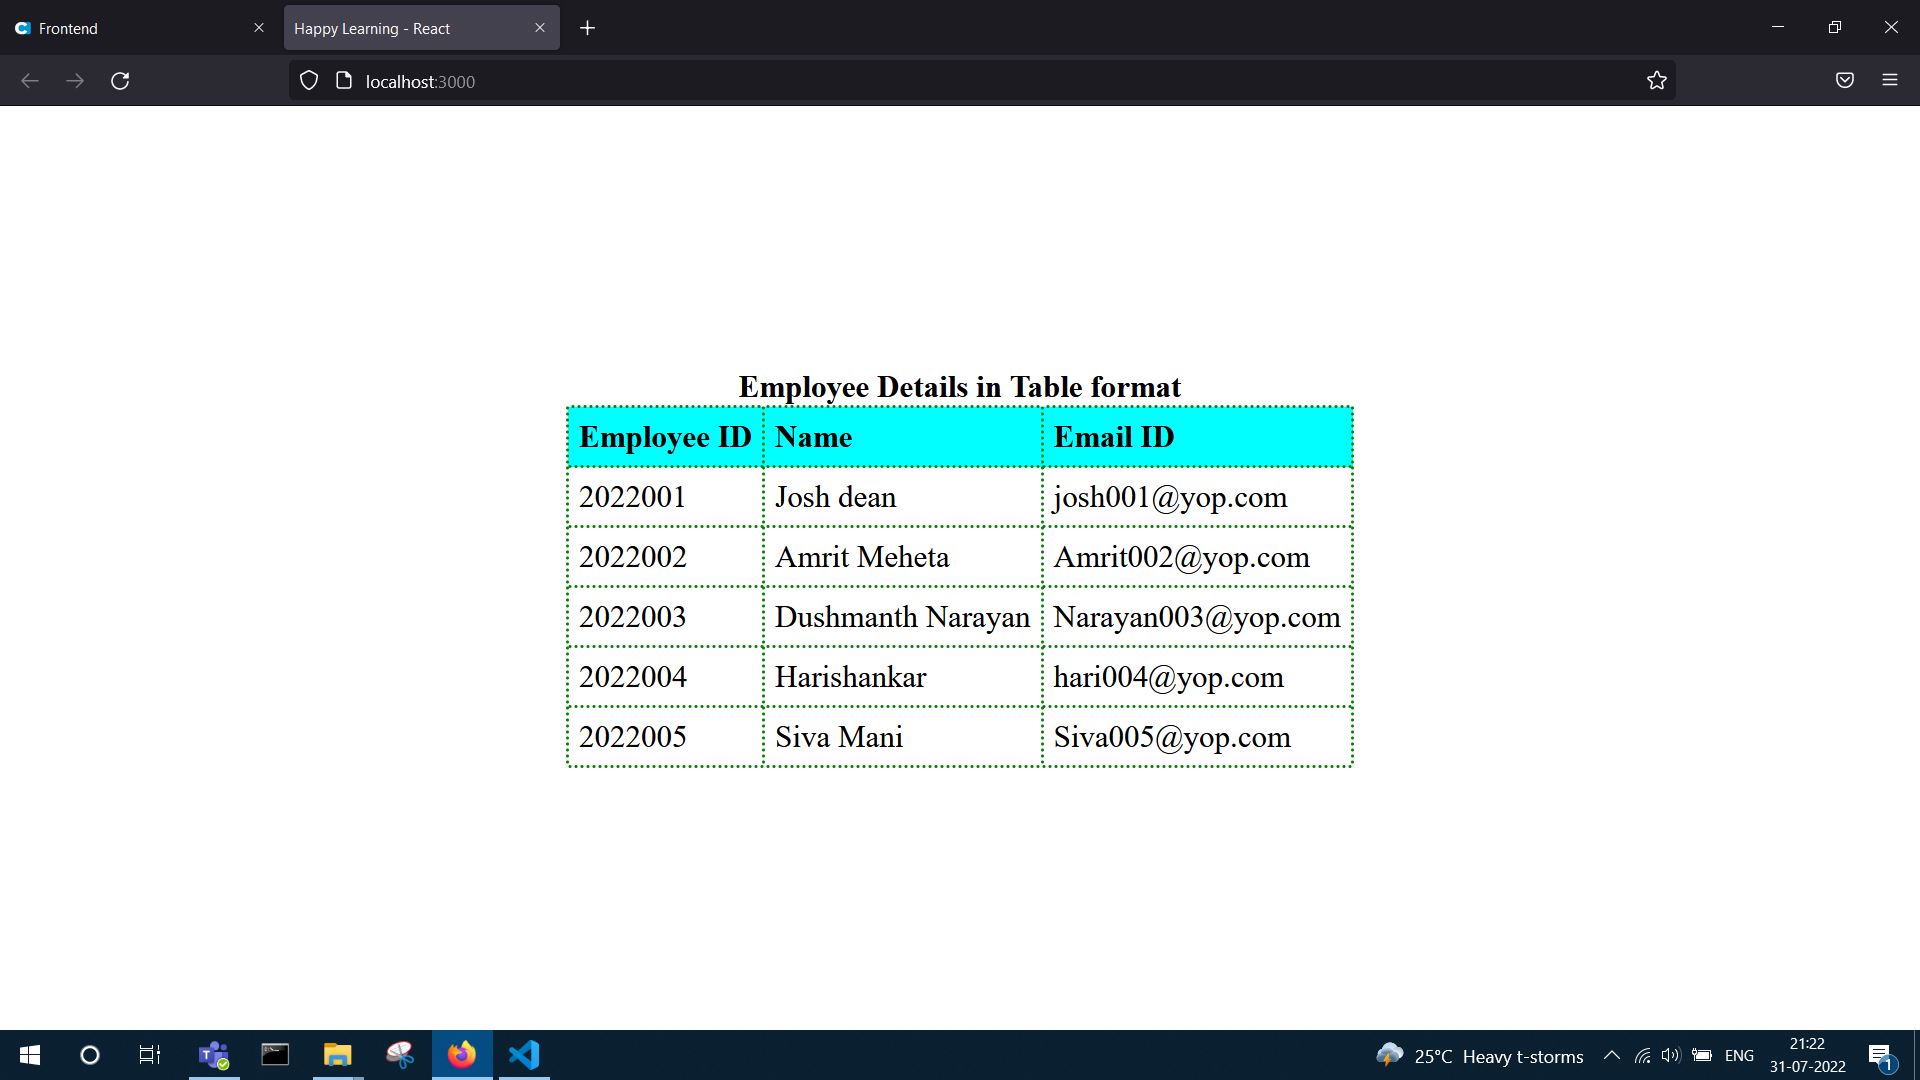 Frontend
Happy Learning - React
localhost:3000
Employee Details in Table format
Employee ID Name Email ID
2022001 Josh dean josh001@yop.com
2022002 Amrit Meheta Amrit002@yop.com
2022003 Dushmanth Narayan Narayan003@yop.com
2022004 Harishankar hari004@yop.com
2022005 Siva Mani Siva005@yop.com
25°C Heavy t-storms ENG 21:22
31-07-2022
1